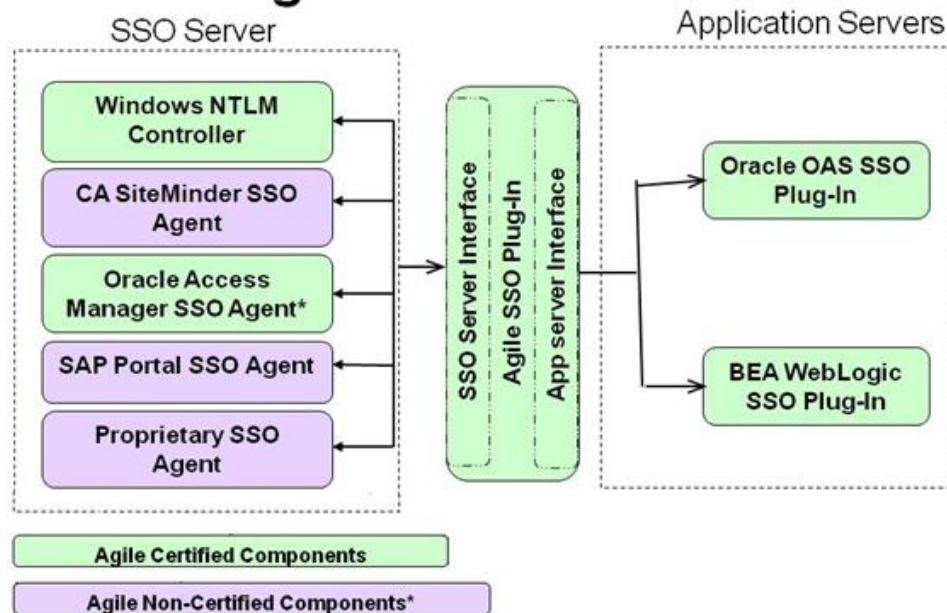 SSO Server
Application Servers
Windows NTLM
Controller
CA SiteMinder SSO
Agent
Oracle Access
Manager SSO Agent*
SAP Portal SSO Agent
Proprietary SSO
Agent
SSO Server Interface
Agile SSO Plug-In
App server Interface
Oracle OAS SSO
Plug-In
BEA WebLogic
SSO Plug-In
Agile Certified Components
Agile Non-Certified Components*